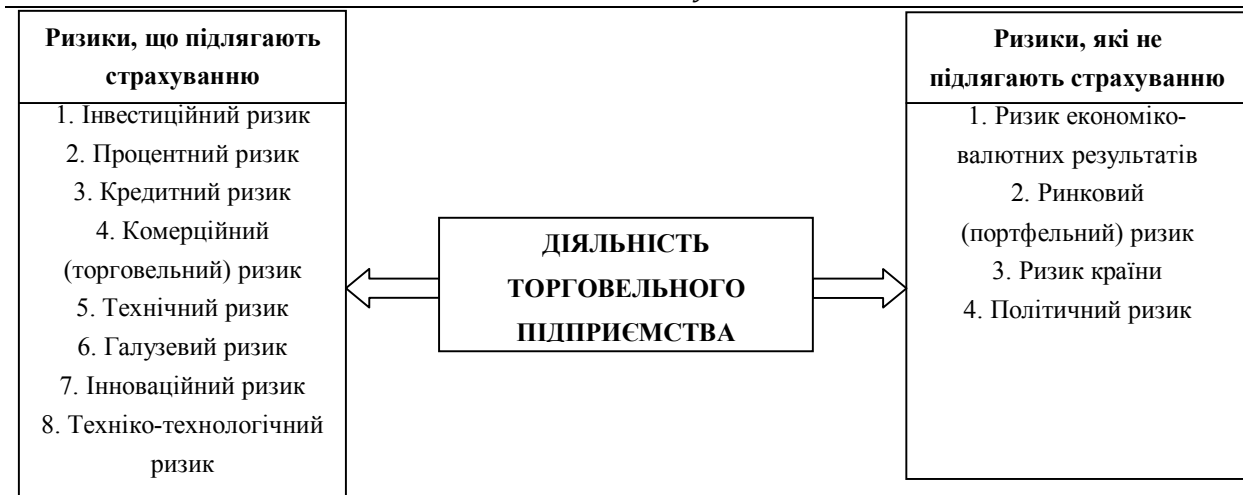 Ризики, що підлягають
страхуванню
1. Інвестиційний ризик
2. Процентний ризик
3. Кредитний ризик
4. Комерційний
(торговельний) ризик
5. Технічний ризик
6. Галузевий ризик
7. Інноваційний ризик
8. Техніко-технологічний
ризик
ДІЯЛЬНІСТЬ
ТОРГОВЕЛЬНОГО
ПІДПРИЄМСТВА
Ризики, які не
підлягають страхуванню
1. Ризик економіко-
валютних результатів
2. Ринковий
(портфельний) ризик
3. Ризик країни
4. Політичний ризик